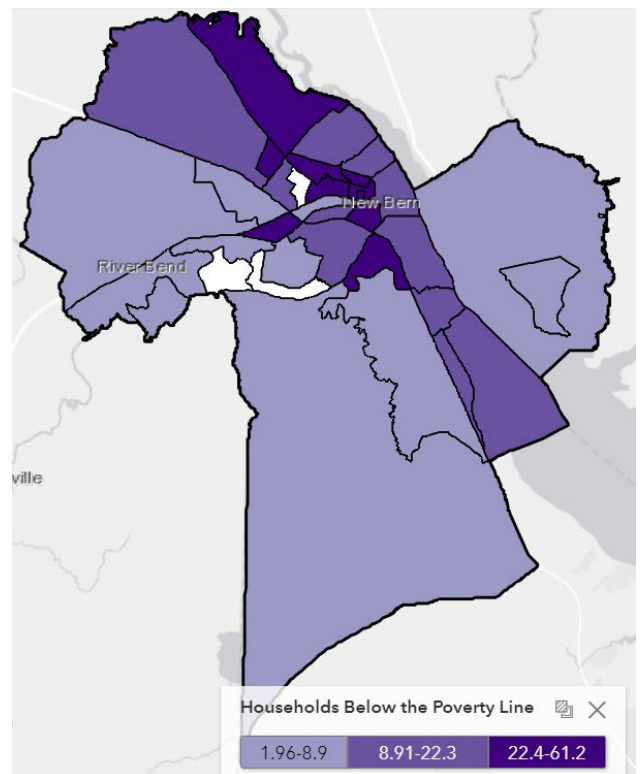 New Bern
River Bend
ville
Households Below the Poverty Line
1.96-8.9 8.91-22.3 22.4-61.2